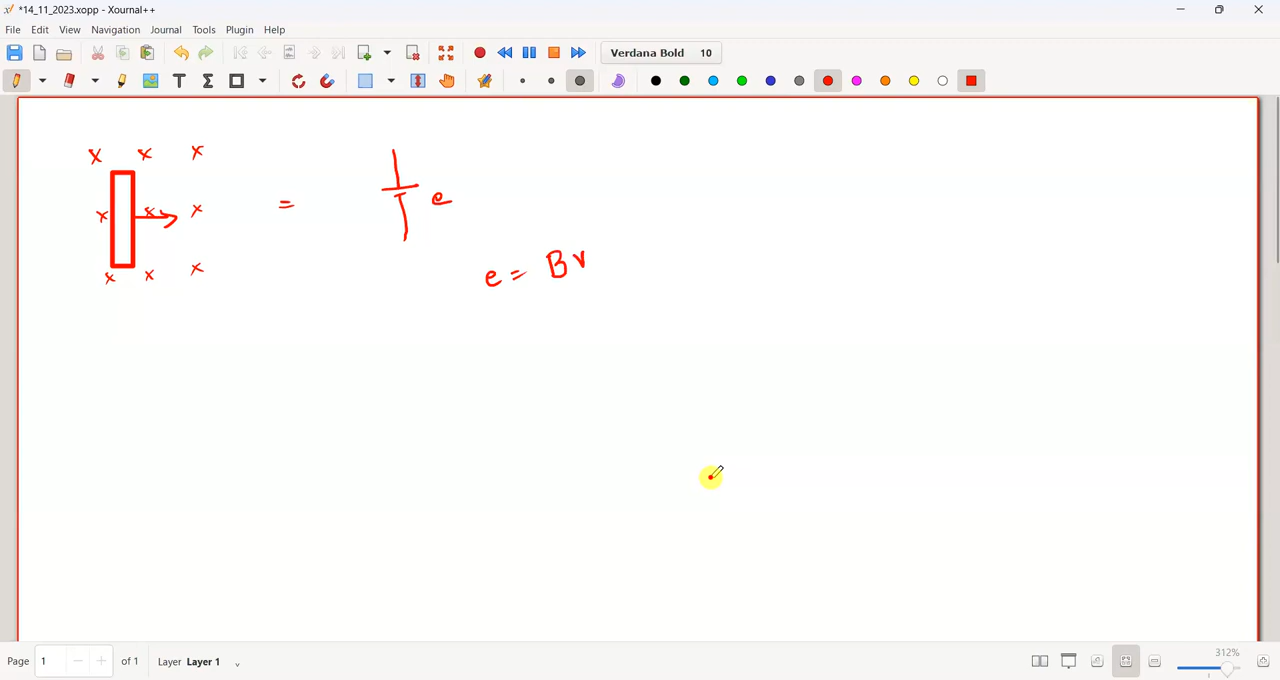 *14_11_2023.xopp - Xournal++
File Edit View Navigation Journal Tools Plugin Help
Verdana Bold 10
x x x
x x x
= e
x x x
e = Bv
Page 1 of 1 Layer Layer 1 312%